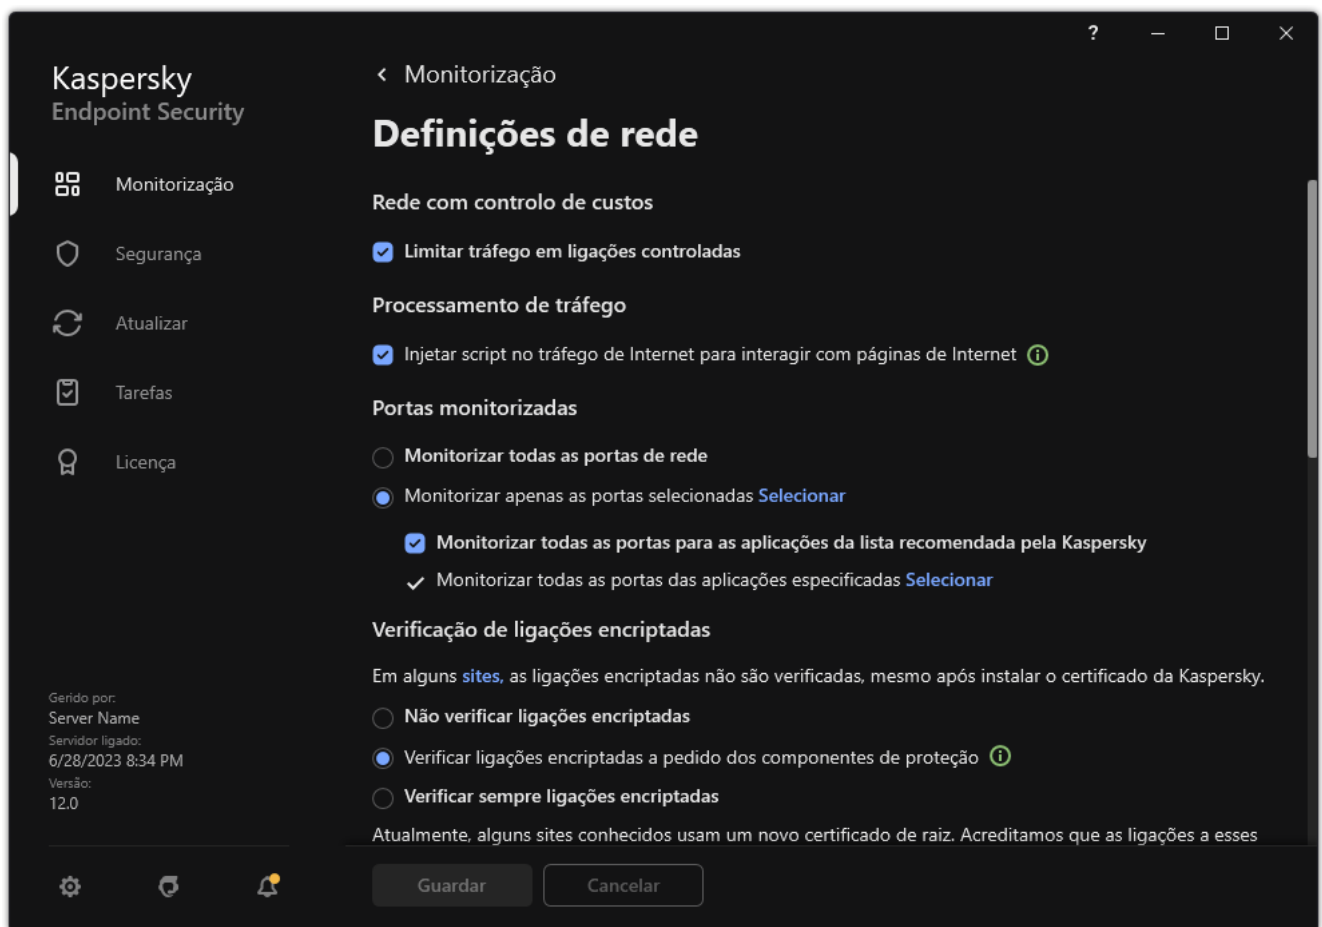 ?
Kaspersky
Endpoint Security
Monitorização
Segurança
Atualizar
Tarefas
Licença
Gerido por:
Server Name
Servidor ligado:
6/28/2023 8:34 PM
Versão:
12.0
Monitorização
Definições de rede
Rede com controlo de custos
Limitar tráfego em ligações controladas
Processamento de tráfego
Injetar script no tráfego de Internet para interagir com páginas de Internet
Portas monitorizadas
Monitorizar todas as portas de rede
Monitorizar apenas as portas selecionadas Selecionar
Monitorizar todas as portas para as aplicações da lista recomendada pela Kaspersky
Monitorizar todas as portas das aplicações especificadas Selecionar
Verificação de ligações encriptadas
Em alguns sites, as ligações encriptadas não são verificadas, mesmo após instalar o certificado da Kaspersky.
Não verificar ligações encriptadas
Verificar ligações encriptadas a pedido dos componentes de proteção
Verificar sempre ligações encriptadas
Atualmente, alguns sites conhecidos usam um novo certificado de raiz. Acreditamos que as ligações a esses
Guardar
Cancelar